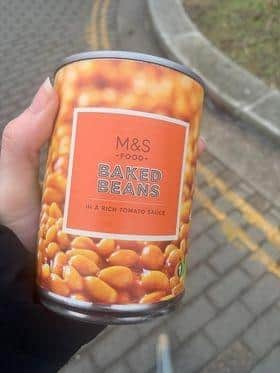 M&S
-FOOD-
BAKED
BEANS
IN A RICH TOMATO SAUCE